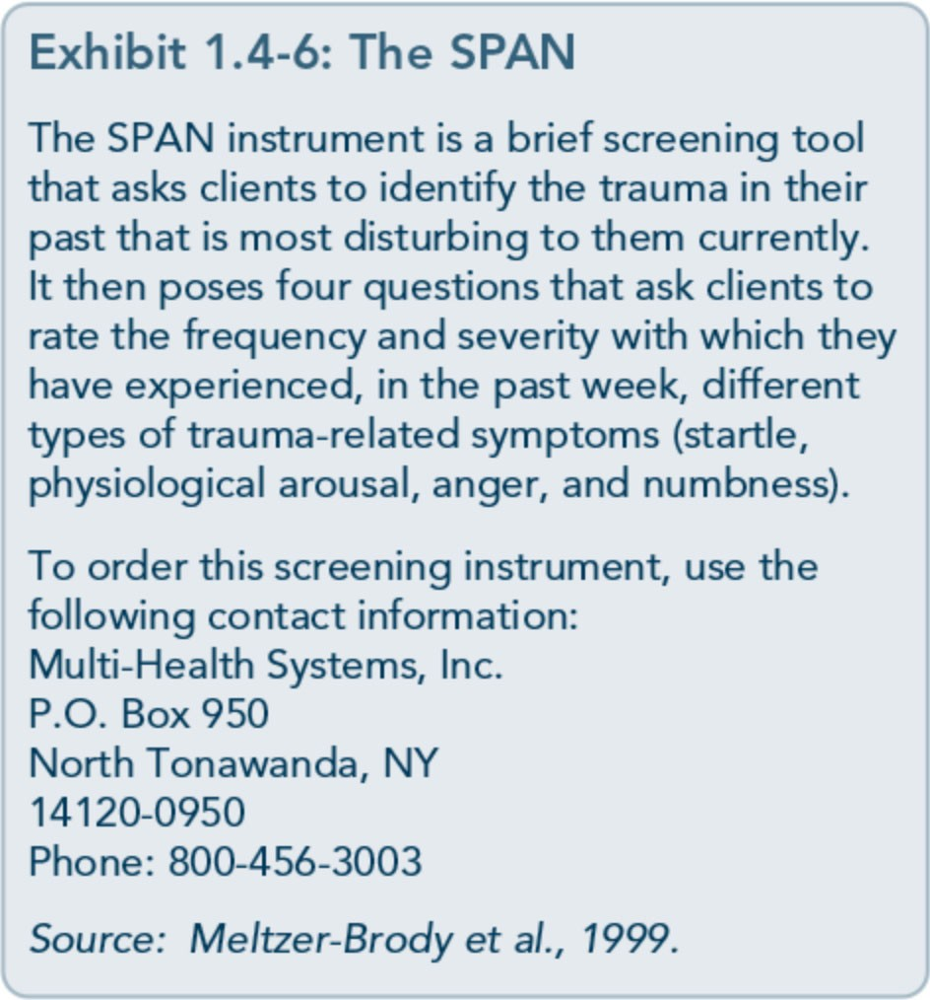 Exhibit 1.4-6: The SPAN
The SPAN instrument is a brief screening tool
that asks clients to identify the trauma in their
past that is most disturbing to them currently.
It then poses four questions that ask clients to
rate the frequency and severity with which they
have experienced, in the past week, different
types of trauma-related symptoms (startle,
physiological arousal, anger, and numbness).
To order this screening instrument, use the
following contact information:
Multi-Health Systems, Inc.
P.O. Box 950
North Tonawanda, NY
14120-0950
Phone: 800-456-3003
Source:  Meltzer-Brody et al., 1999.